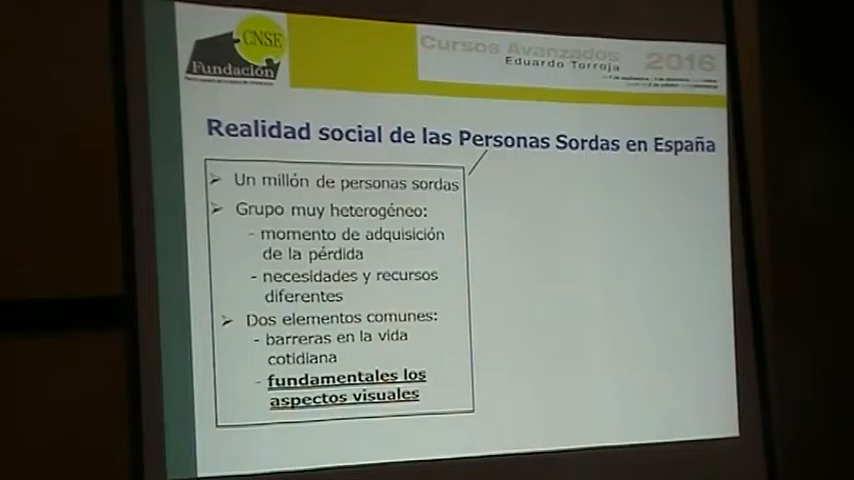 CNSE
Fundación
Cursos Avanzados 2016
Eduardo Torroja
Realidad social de las Personas Sordas en España
➢ Un millón de personas sordas
➢ Grupo muy heterogéneo:
- momento de adquisición
de la pérdida
- necesidades y recursos
diferentes
➢ Dos elementos comunes:
- barreras en la vida
cotidiana
- fundamentales los
aspectos visuales